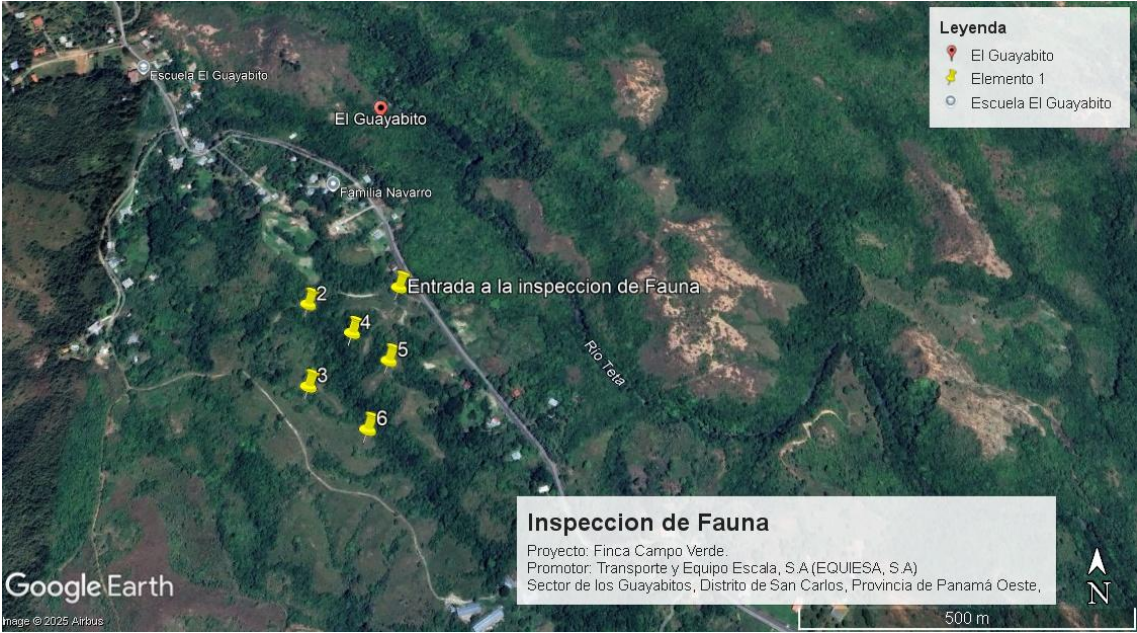 Leyenda
El Guayabito
Elemento 1
Escuela El Guayabito
Escuela El Guayabito
El Guayabito
Familia Navarro
Entrada a la inspeccion de Fauna
2
4
5
3
6
Rio Teta
Inspeccion de Fauna
Proyecto: Finca Campo Verde.
Promotor: Transporte y Equipo Escala, S.A (EQUIESA, S.A)
Sector de los Guayabitos, Distrito de San Carlos, Provincia de Panamá Oeste,
N
500 m
Google Earth
Image © 2025 Airbus